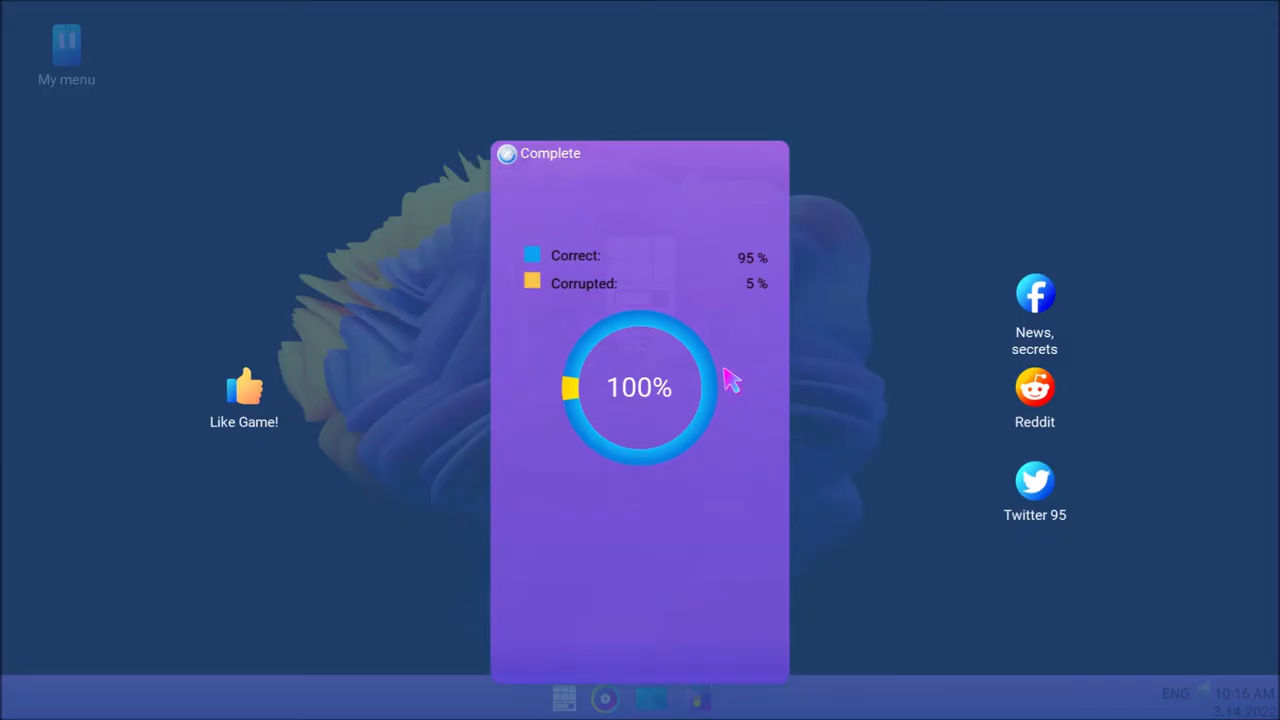 My menu
Complete
Correct: 95 %
Corrupted: 5 %
100%
Like Game!
News,
secrets
Reddit
Twitter 95
ENG 10:16 AM